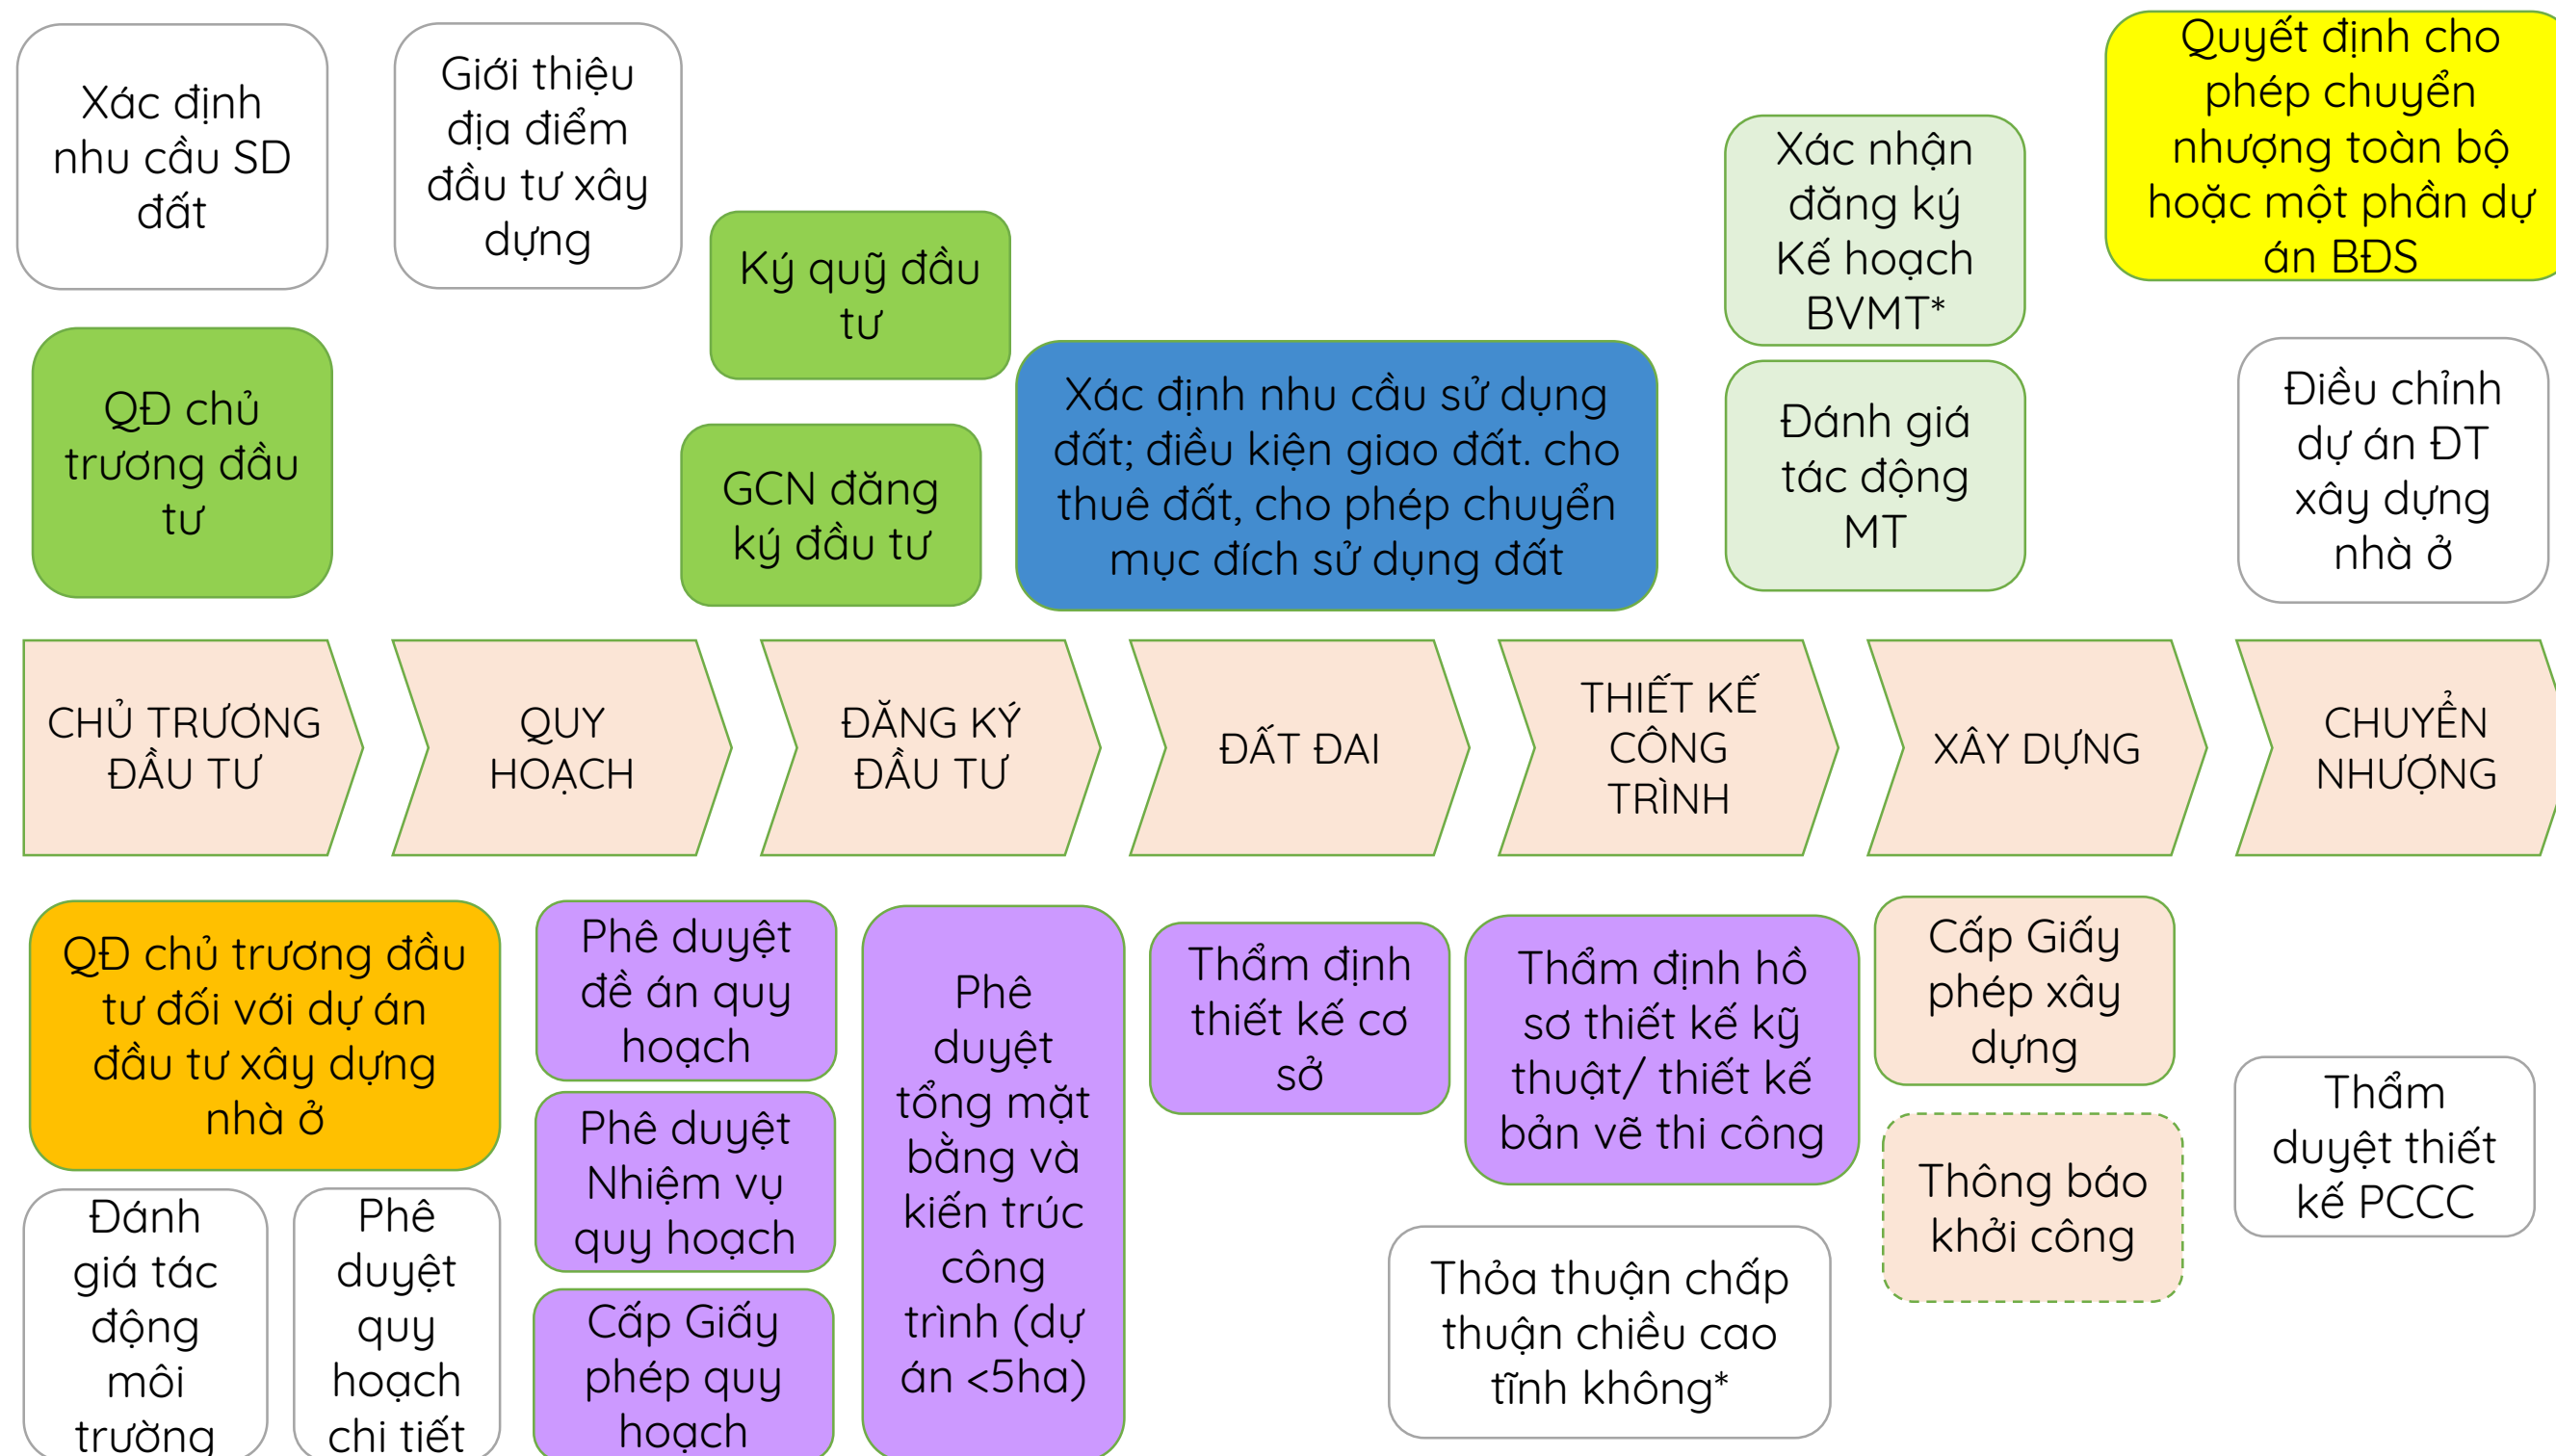 Xác định
nhu cầu SD
đất
Giới thiệu
địa điểm
đầu tư xây
dựng
Ký quỹ đầu
tư
Xác nhận
đăng ký
Kế hoạch
BVMT*
Quyết định cho
phép chuyển
nhượng toàn bộ
hoặc một phần dự
án BĐS
QĐ chủ
trương đầu
tư
GCN đăng
ký đầu tư
Xác định nhu cầu sử dụng
đất; điều kiện giao đất. cho
thuê đất, cho phép chuyển
mục đích sử dụng đất
Đánh giá
tác động
MT
Điều chỉnh
dự án ĐT
xây dựng
nhà ở
CHỦ TRƯƠNG
ĐẦU TƯ
QUY
HOẠCH
ĐĂNG KÝ
ĐẦU TƯ
ĐẤT ĐAI
THIẾT KẾ
CÔNG
TRÌNH
XÂY DỰNG
CHUYỂN
NHƯỢNG
QĐ chủ trương đầu
tư đối với dự án
đầu tư xây dựng
nhà ở
Đánh
giá tác
động
môi
trường
Phê
duyệt
quy
hoạch
chi tiết
Phê duyệt
đề án quy
hoạch
Phê duyệt
Nhiệm vụ
quy hoạch
Cấp Giấy
phép quy
hoạch
Phê
duyệt
tổng mặt
bằng và
kiến trúc
công
trình (dự
án <5ha)
Thẩm định
thiết kế cơ
sở
Thẩm định hồ
sơ thiết kế kỹ
thuật/ thiết kế
bản vẽ thi công
Thỏa thuận chấp
thuận chiều cao
tĩnh không*
Cấp Giấy
phép xây
dựng
Thông báo
khởi công
Thẩm
duyệt thiết
kế PCCC